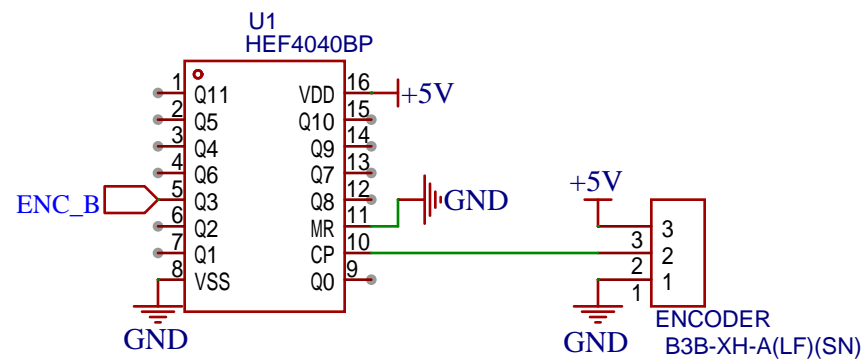 U1
HEF4040BP
1 Q11 VDD 16 +5V
2 Q5 Q10 15
3 Q4 Q9 14
4 Q6 Q7 13
ENC_B 5 Q3 Q8 12
6 Q2 MR 11 GND
7 Q1 CP 10
8 VSS Q0 9
GND
+5V
3 3
2 2
1 1
GND
ENCODER
B3B-XH-A(LF)(SN)